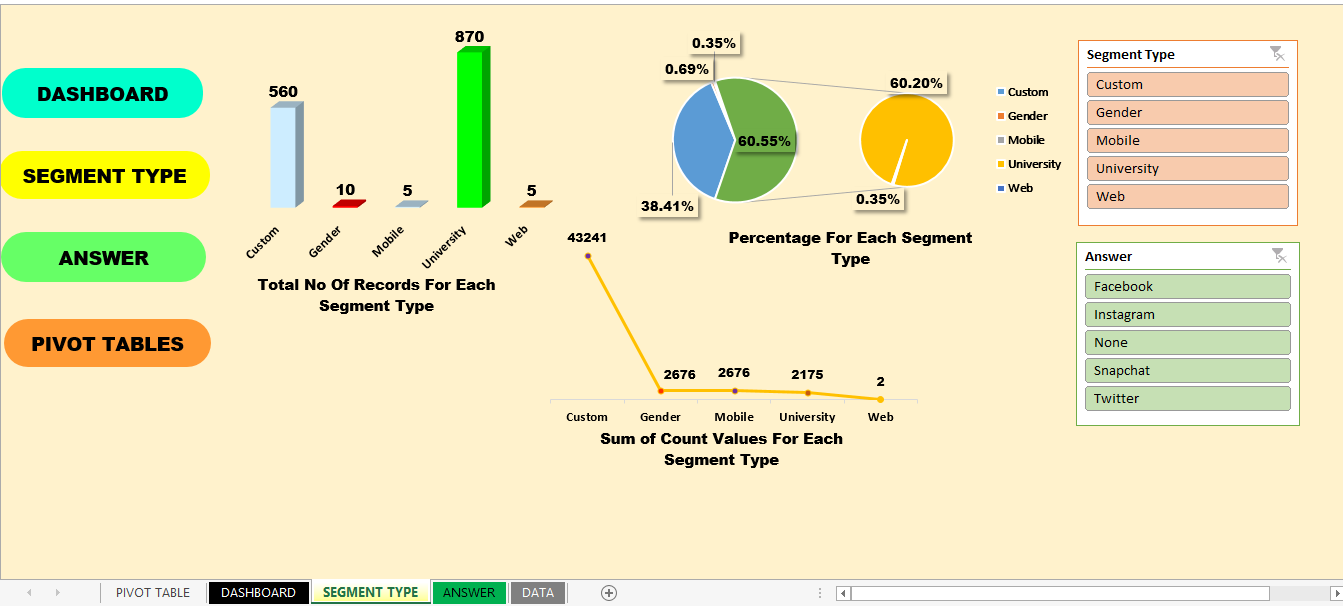 DASHBOARD
SEGMENT TYPE
ANSWER
PIVOT TABLES
560
10
5
870
5
Custom
Gender
Mobile
University
Web
Total No Of Records For Each
Segment Type
0.35%
0.69%
60.55%
38.41%
60.20%
0.35%
Custom
Gender
Mobile
University
Web
Percentage For Each Segment
Type
43241
2676
2676
2175
2
Custom
Gender
Mobile
University
Web
Sum of Count Values For Each
Segment Type
Segment Type
Custom
Gender
Mobile
University
Web
Answer
Facebook
Instagram
None
Snapchat
Twitter
PIVOT TABLE
DASHBOARD
SEGMENT TYPE
ANSWER
DATA